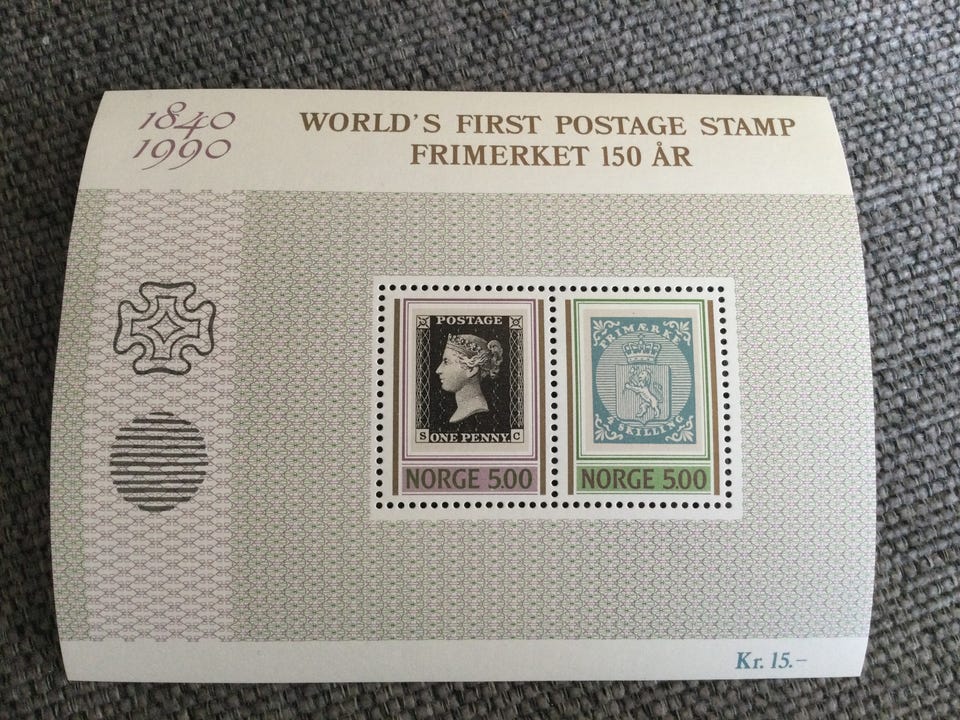 1840
1990
WORLD'S FIRST POSTAGE STAMP
FRIMERKET 150 ÅR
POSTAGE
S ONE PENNY. C
NORGE 5.00
FRIMÆRKE
4 SKILLING
NORGE 5.00
Kr. 15.–